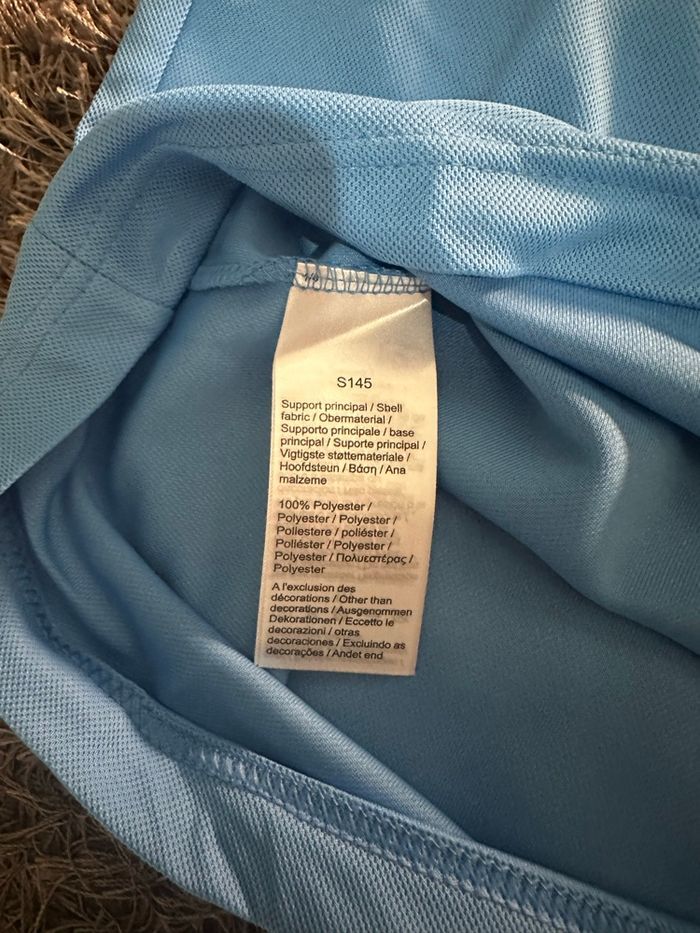 S145
Support principal / Shell
fabric / Obermaterial /
Supporto principale / base
principal / Suporte principal /
Vigtigste støttemateriale /
Hoofdsteun / Βάση / Ana
malzeme
100% Polyester /
Polyester / Polyester /
Poliestere / poliéster /
Poliéster / Polyester /
Polyester / Πολυεστέρας /
Polyester
A l'exclusion des
décorations / Other than
decorations / Ausgenommen
Dekorationen / Eccetto le
decorazioni / otras
decoraciones / Excluindo as
decorações / Andet end